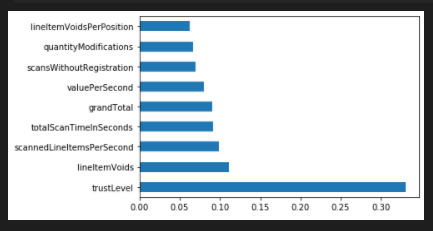 lineItemVoidsPerPosition
quantityModifications
scansWithoutRegistration
valuePerSecond
grandTotal
totalScanTimeInSeconds
scannedLineItemsPerSecond
lineItemVoids
trustLevel
0.00 0.05 0.10 0.15 0.20 0.25 0.30